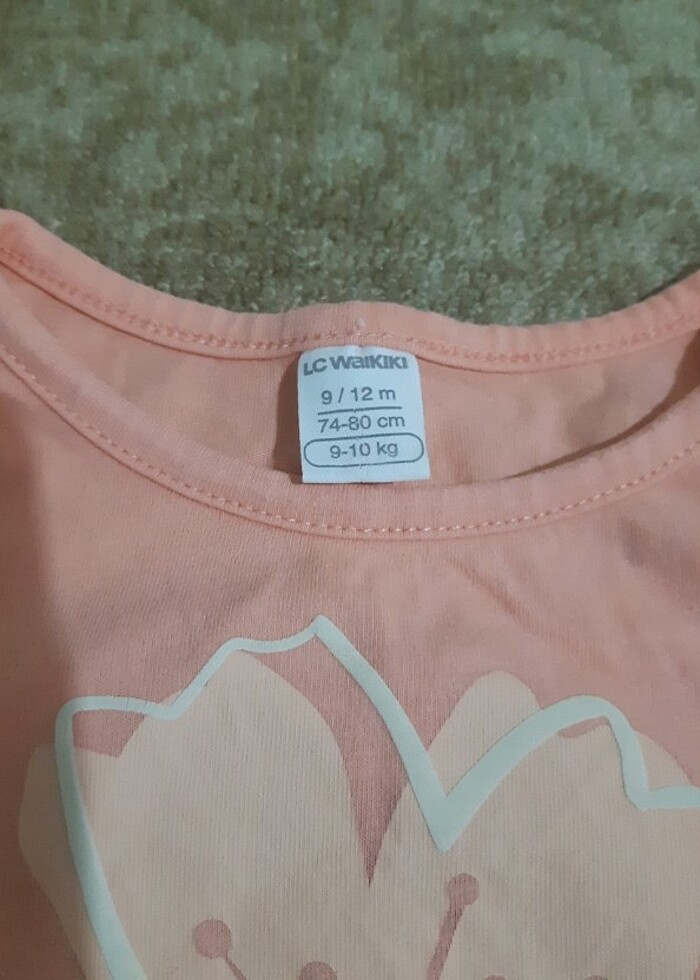 LC WaiKiKi
9 / 12 m
74-80 cm
9-10 kg